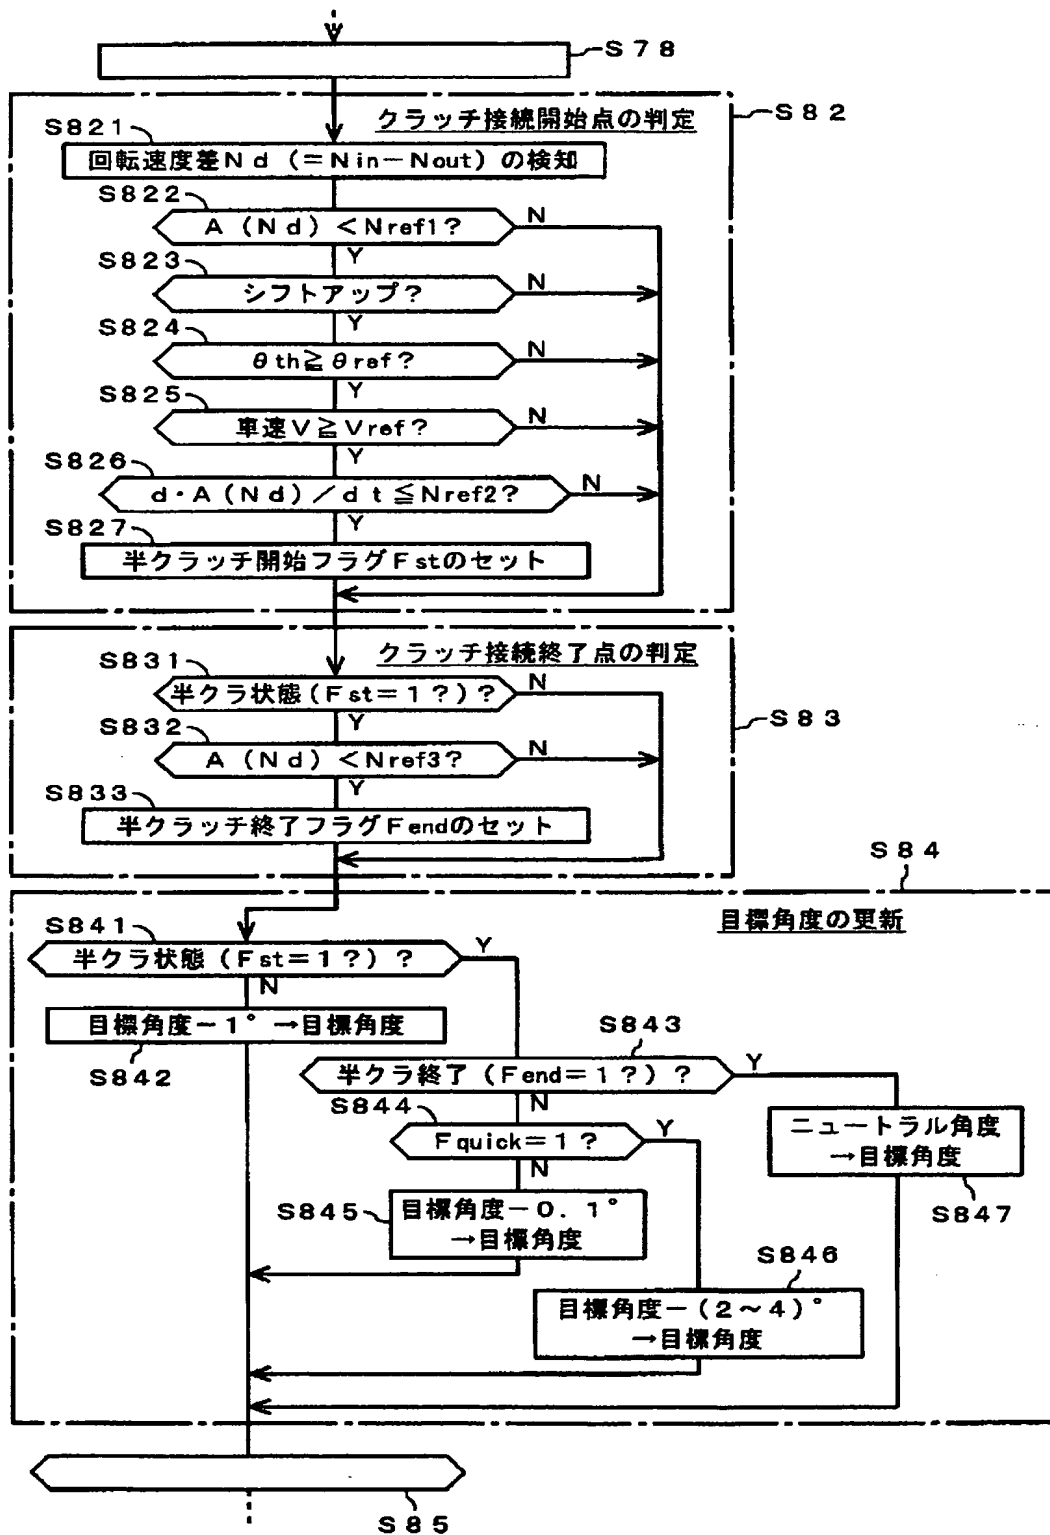 S78
S82
クラッチ接続開始点の判定
S821
回転速度差Nd(=Nin-Nout)の検知
S822
A(Nd)<Nref1?
N
Y
S823
シフトアップ?
N
Y
S824
θth≧θref?
N
Y
S825
車速V≧Vref?
N
Y
S826
d・A(Nd)/dt≦Nref2?
N
Y
S827
半クラッチ開始フラグFstのセット
クラッチ接続終了点の判定
S831
半クラ状態(Fst=1?)?
N
Y
S83
S832
A(Nd)<Nref3?
N
Y
S833
半クラッチ終了フラグFendのセット
S84
目標角度の更新
S841
半クラ状態(Fst=1?)?
Y
N
目標角度-1°→目標角度
S842
S843
半クラ終了(Fend=1?)?
Y
N
S844
Fquick=1?
Y
N
ニュートラル角度
→目標角度
S847
S845
目標角度-0.1°
→目標角度
S846
目標角度-(2~4)°
→目標角度
S85